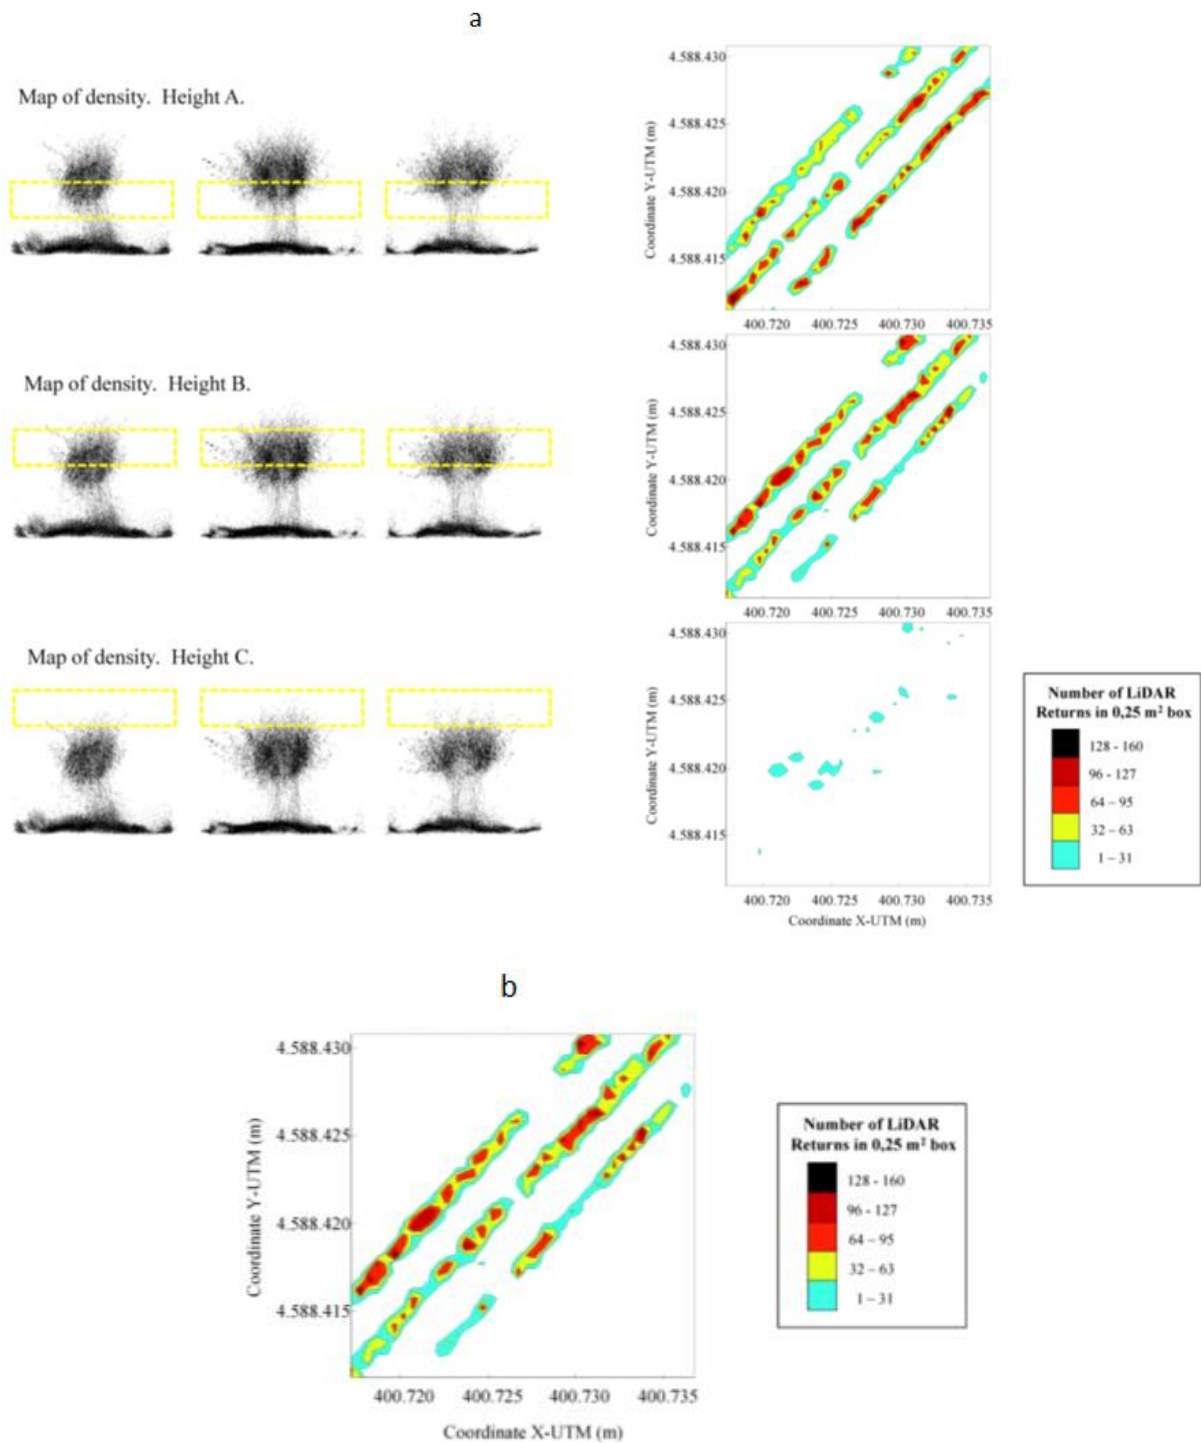 a
Map of density. Height A.
4.588.430
4.588.425
4.588.420
4.588.415
Coordinate Y-UTM (m)
400.720 400.725 400.730 400.735
Map of density. Height B.
4.588.430
4.588.425
4.588.420
4.588.415
Coordinate Y-UTM (m)
400.720 400.725 400.730 400.735
Map of density. Height C.
4.588.430
4.588.425
4.588.420
4.588.415
Coordinate Y-UTM (m)
400.720 400.725 400.730 400.735
Coordinate X-UTM (m)
Number of LiDAR
Returns in 0,25 m² box
128 - 160
96 - 127
64 – 95
32 – 63
1 – 31
b
4.588.430
4.588.425
4.588.420
4.588.415
Coordinate Y-UTM (m)
400.720 400.725 400.730 400.735
Coordinate X-UTM (m)
Number of LiDAR
Returns in 0,25 m² box
128 - 160
96 - 127
64 – 95
32 – 63
1 – 31